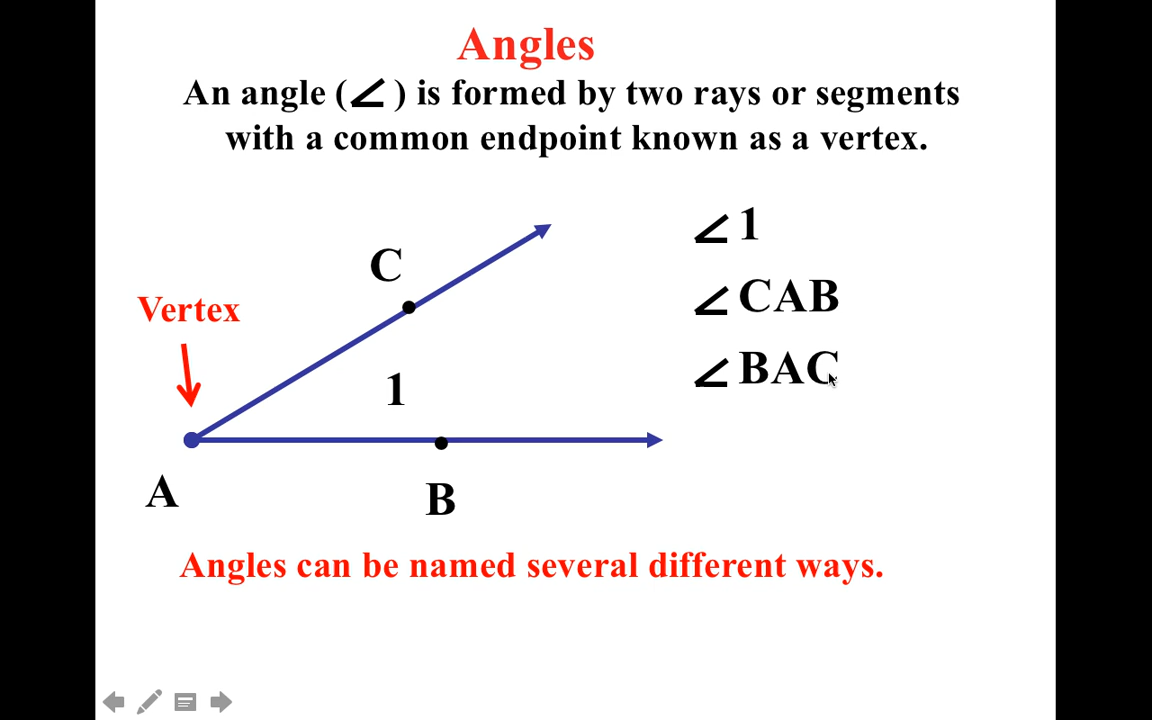 Angles
An angle (∠) is formed by two rays or segments
with a common endpoint known as a vertex.
∠1
C
∠CAB
Vertex
∠BAC
1
A
B
Angles can be named several different ways.